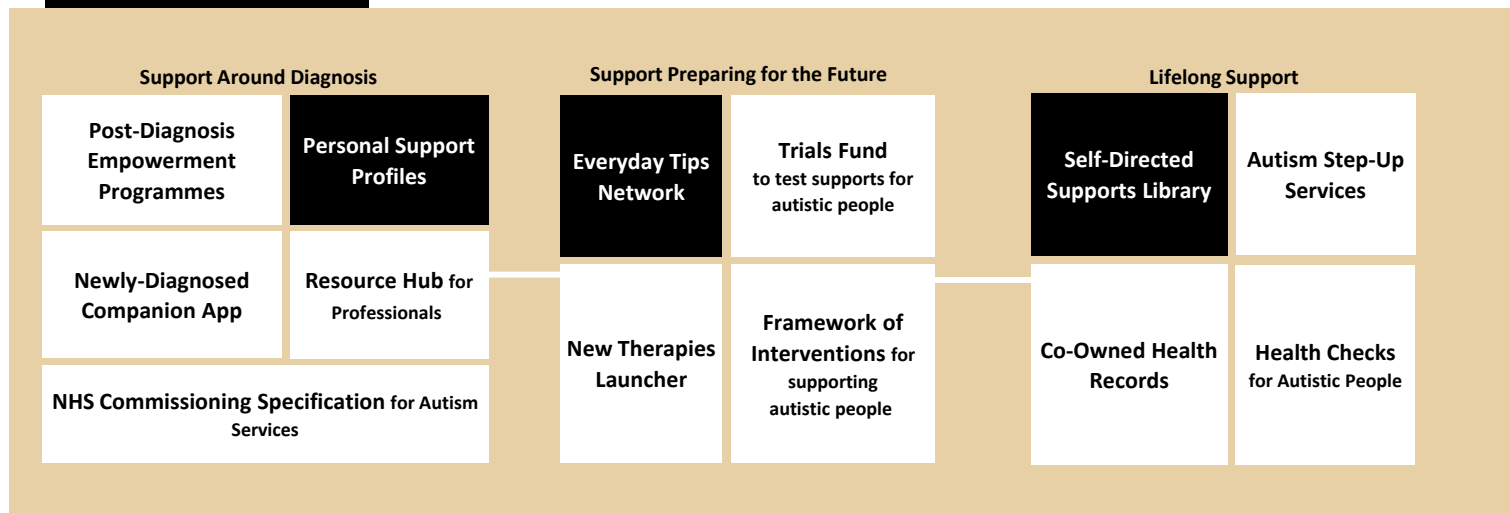 Support Around Diagnosis
Post-Diagnosis
Empowerment
Programmes
Personal Support
Profiles
Newly-Diagnosed
Companion App
Resource Hub for
Professionals
NHS Commissioning Specification for Autism
Services
Support Preparing for the Future
Everyday Tips
Network
Trials Fund
to test supports for
autistic people
New Therapies
Launcher
Framework of
Interventions for
supporting
autistic people
Lifelong Support
Self-Directed
Supports Library
Autism Step-Up
Services
Co-Owned Health
Records
Health Checks
for Autistic People